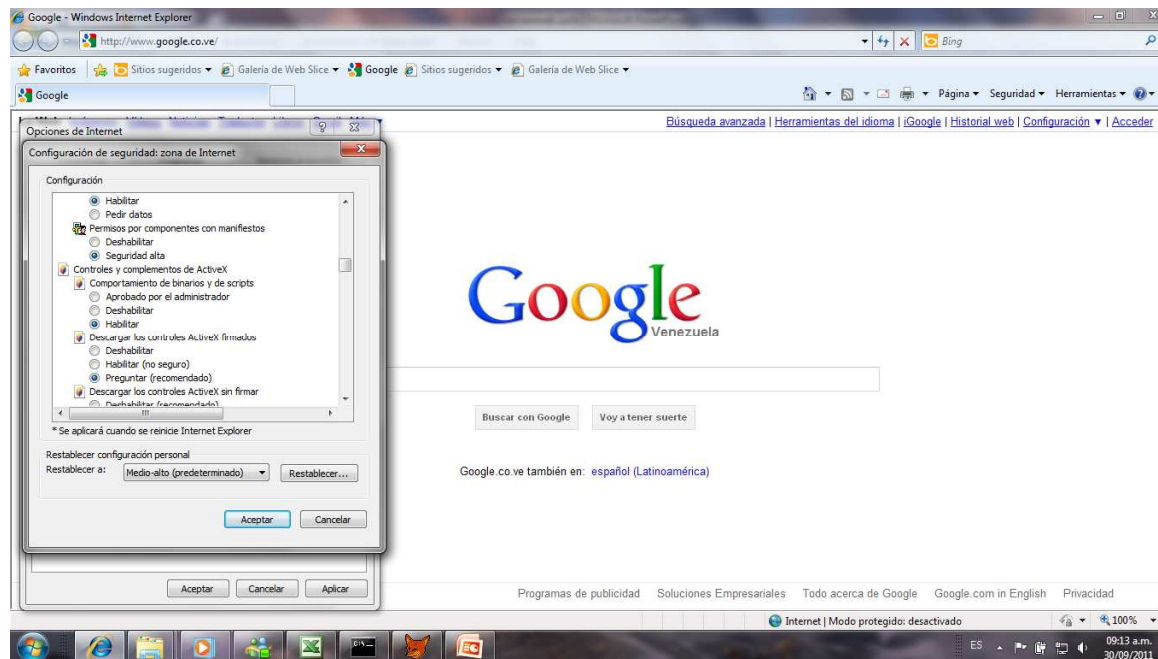 Google - Windows Internet Explorer
http://www.google.co.ve/
Bing
Favoritos Sitios sugeridos Galería de Web Slice Google Sitios sugeridos Galería de Web Slice
Google
Página Seguridad Herramientas
Búsqueda avanzada | Herramientas del idioma | iGoogle | Historial web | Configuración ▼ | Acceder
Opciones de Internet
Configuración de seguridad: zona de Internet
Configuración
Habilitar
Pedir datos
Permisos por componentes con manifiestos
Deshabilitar
Seguridad alta
Controles y complementos de ActiveX
Comportamiento de binarios y de scripts
Aprobado por el administrador
Deshabilitar
Habilitar
Descargar los controles ActiveX firmados
Deshabilitar
Habilitar (no seguro)
Preguntar (recomendado)
Descargar los controles ActiveX sin firmar
Deshabilitar (recomendado)
* Se aplicará cuando se reinicie Internet Explorer
Restablecer configuración personal
Restablecer a: Medio-alto (predeterminado) Restablecer...
Aceptar Cancelar
Aceptar Cancelar Aplicar
Google
Venezuela
Buscar con Google Voy a tener suerte
Google.co.ve también en: español (Latinoamérica)
Programas de publicidad Soluciones Empresariales Todo acerca de Google Google.com in English Privacidad
Internet | Modo protegido: desactivado 100%
ES 09:13 a.m.
30/09/2011